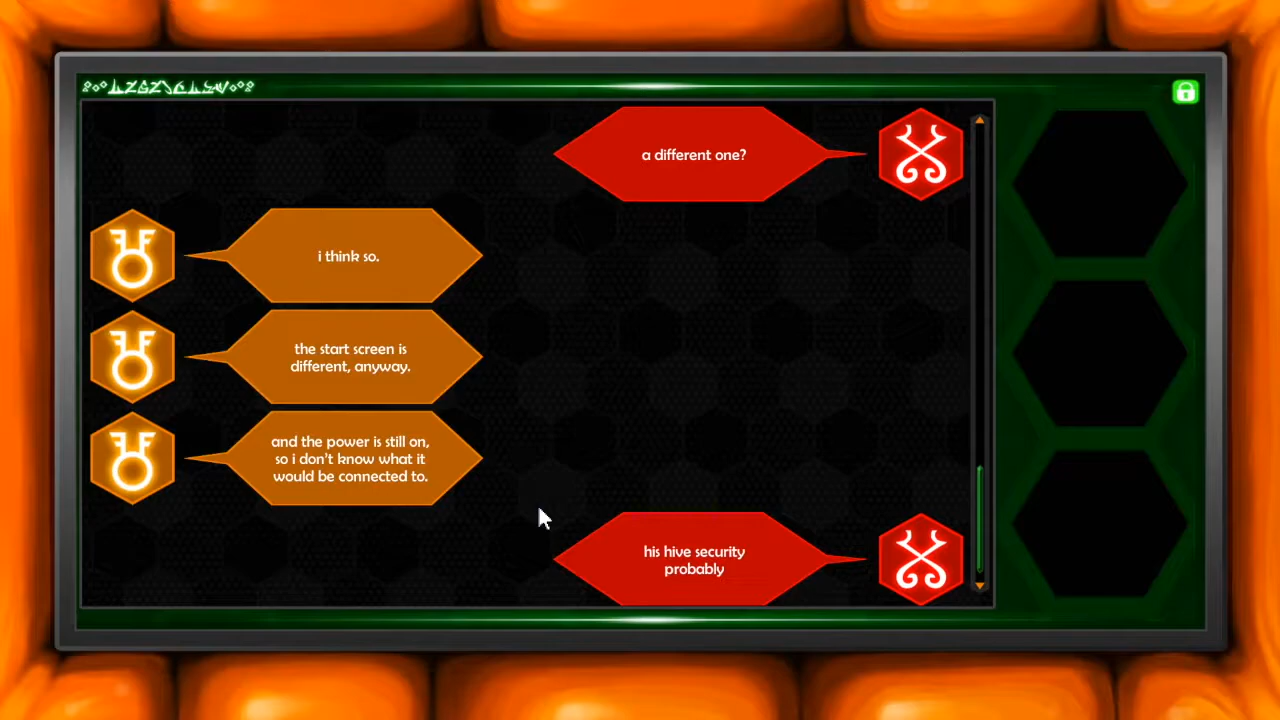 a different one?
i think so.
the start screen is
different, anyway.
and the power is still on,
so i don't know what it
would be connected to.
his hive security
probably